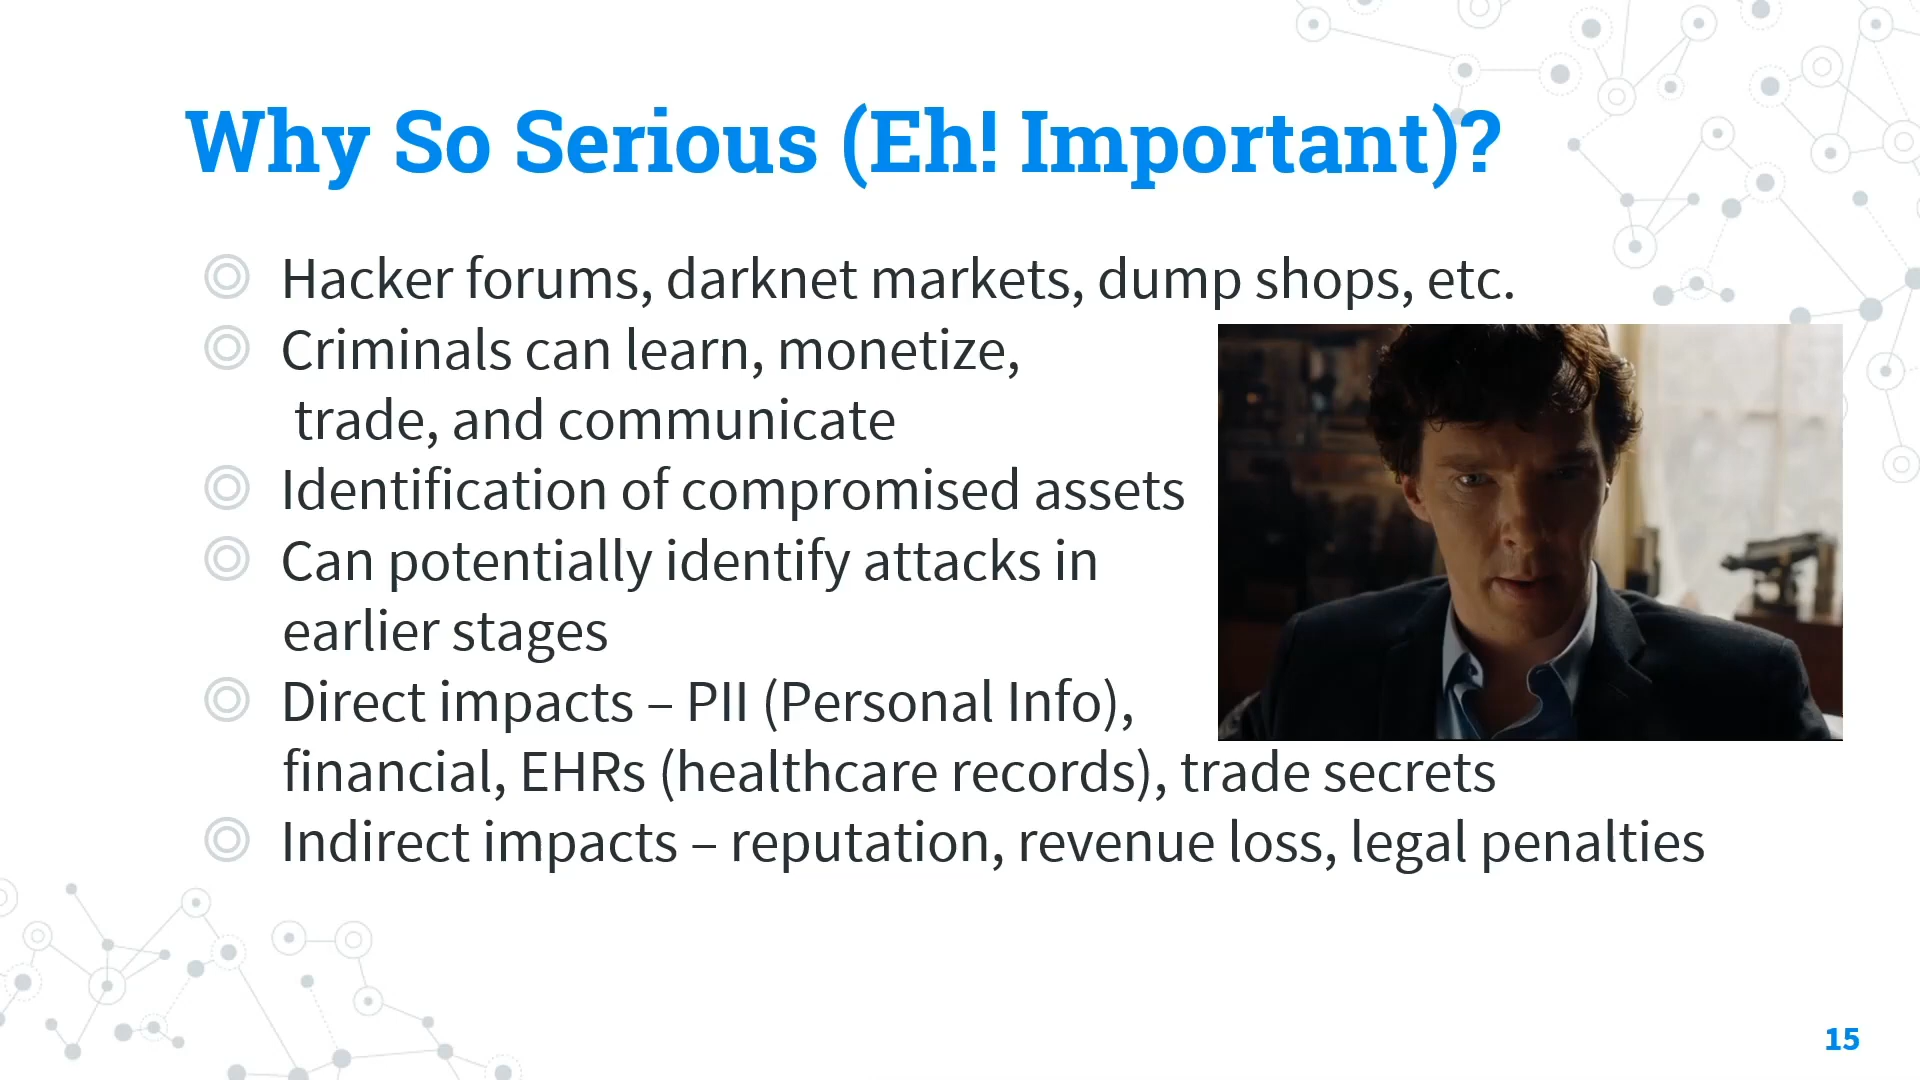 Why So Serious (Eh! Important)?
Hacker forums, darknet markets, dump shops, etc.
Criminals can learn, monetize,
trade, and communicate
Identification of compromised assets
Can potentially identify attacks in
earlier stages
Direct impacts – PII (Personal Info),
financial, EHRs (healthcare records), trade secrets
Indirect impacts – reputation, revenue loss, legal penalties
15